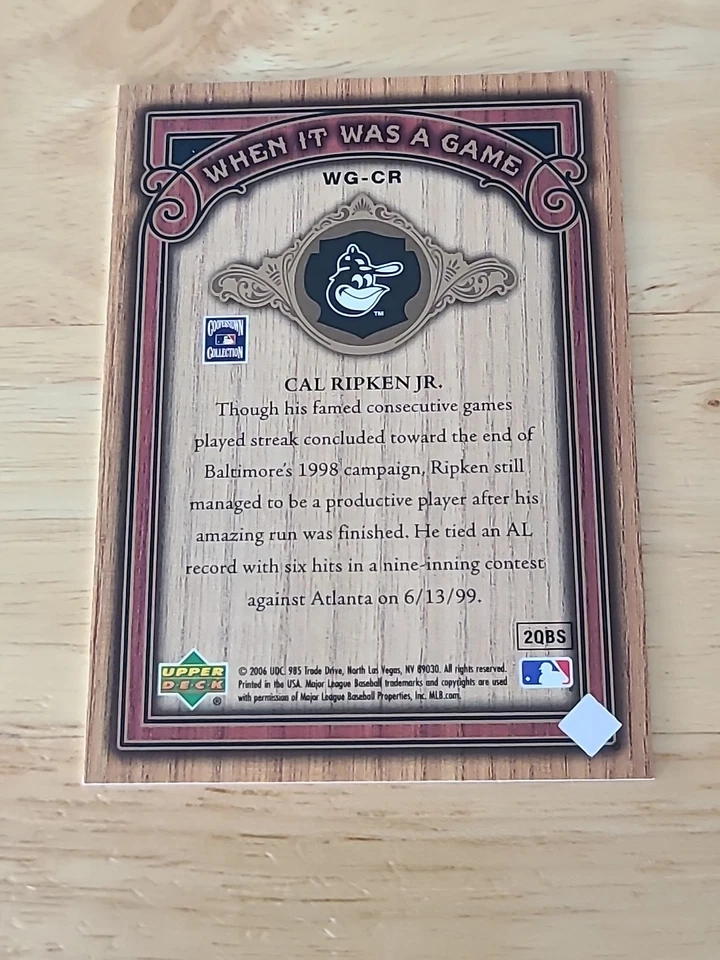 WHEN IT WAS A GAME
WG-CR
TM
COOPERSTOWN
COLLECTION
CAL RIPKEN JR.
Though his famed consecutive games
played streak concluded toward the end of
Baltimore's 1998 campaign, Ripken still
managed to be a productive player after his
amazing run was finished. He tied an AL
record with six hits in a nine-inning contest
against Atlanta on 6/13/99.
2QBS
UPPER
DECK
®
© 2006 UDC. 985 Trade Drive, North Las Vegas, NV 89030. All rights reserved.
Printed in the USA. Major League Baseball trademarks and copyrights are used
with permission of Major League Baseball Properties, Inc. MLB.com.